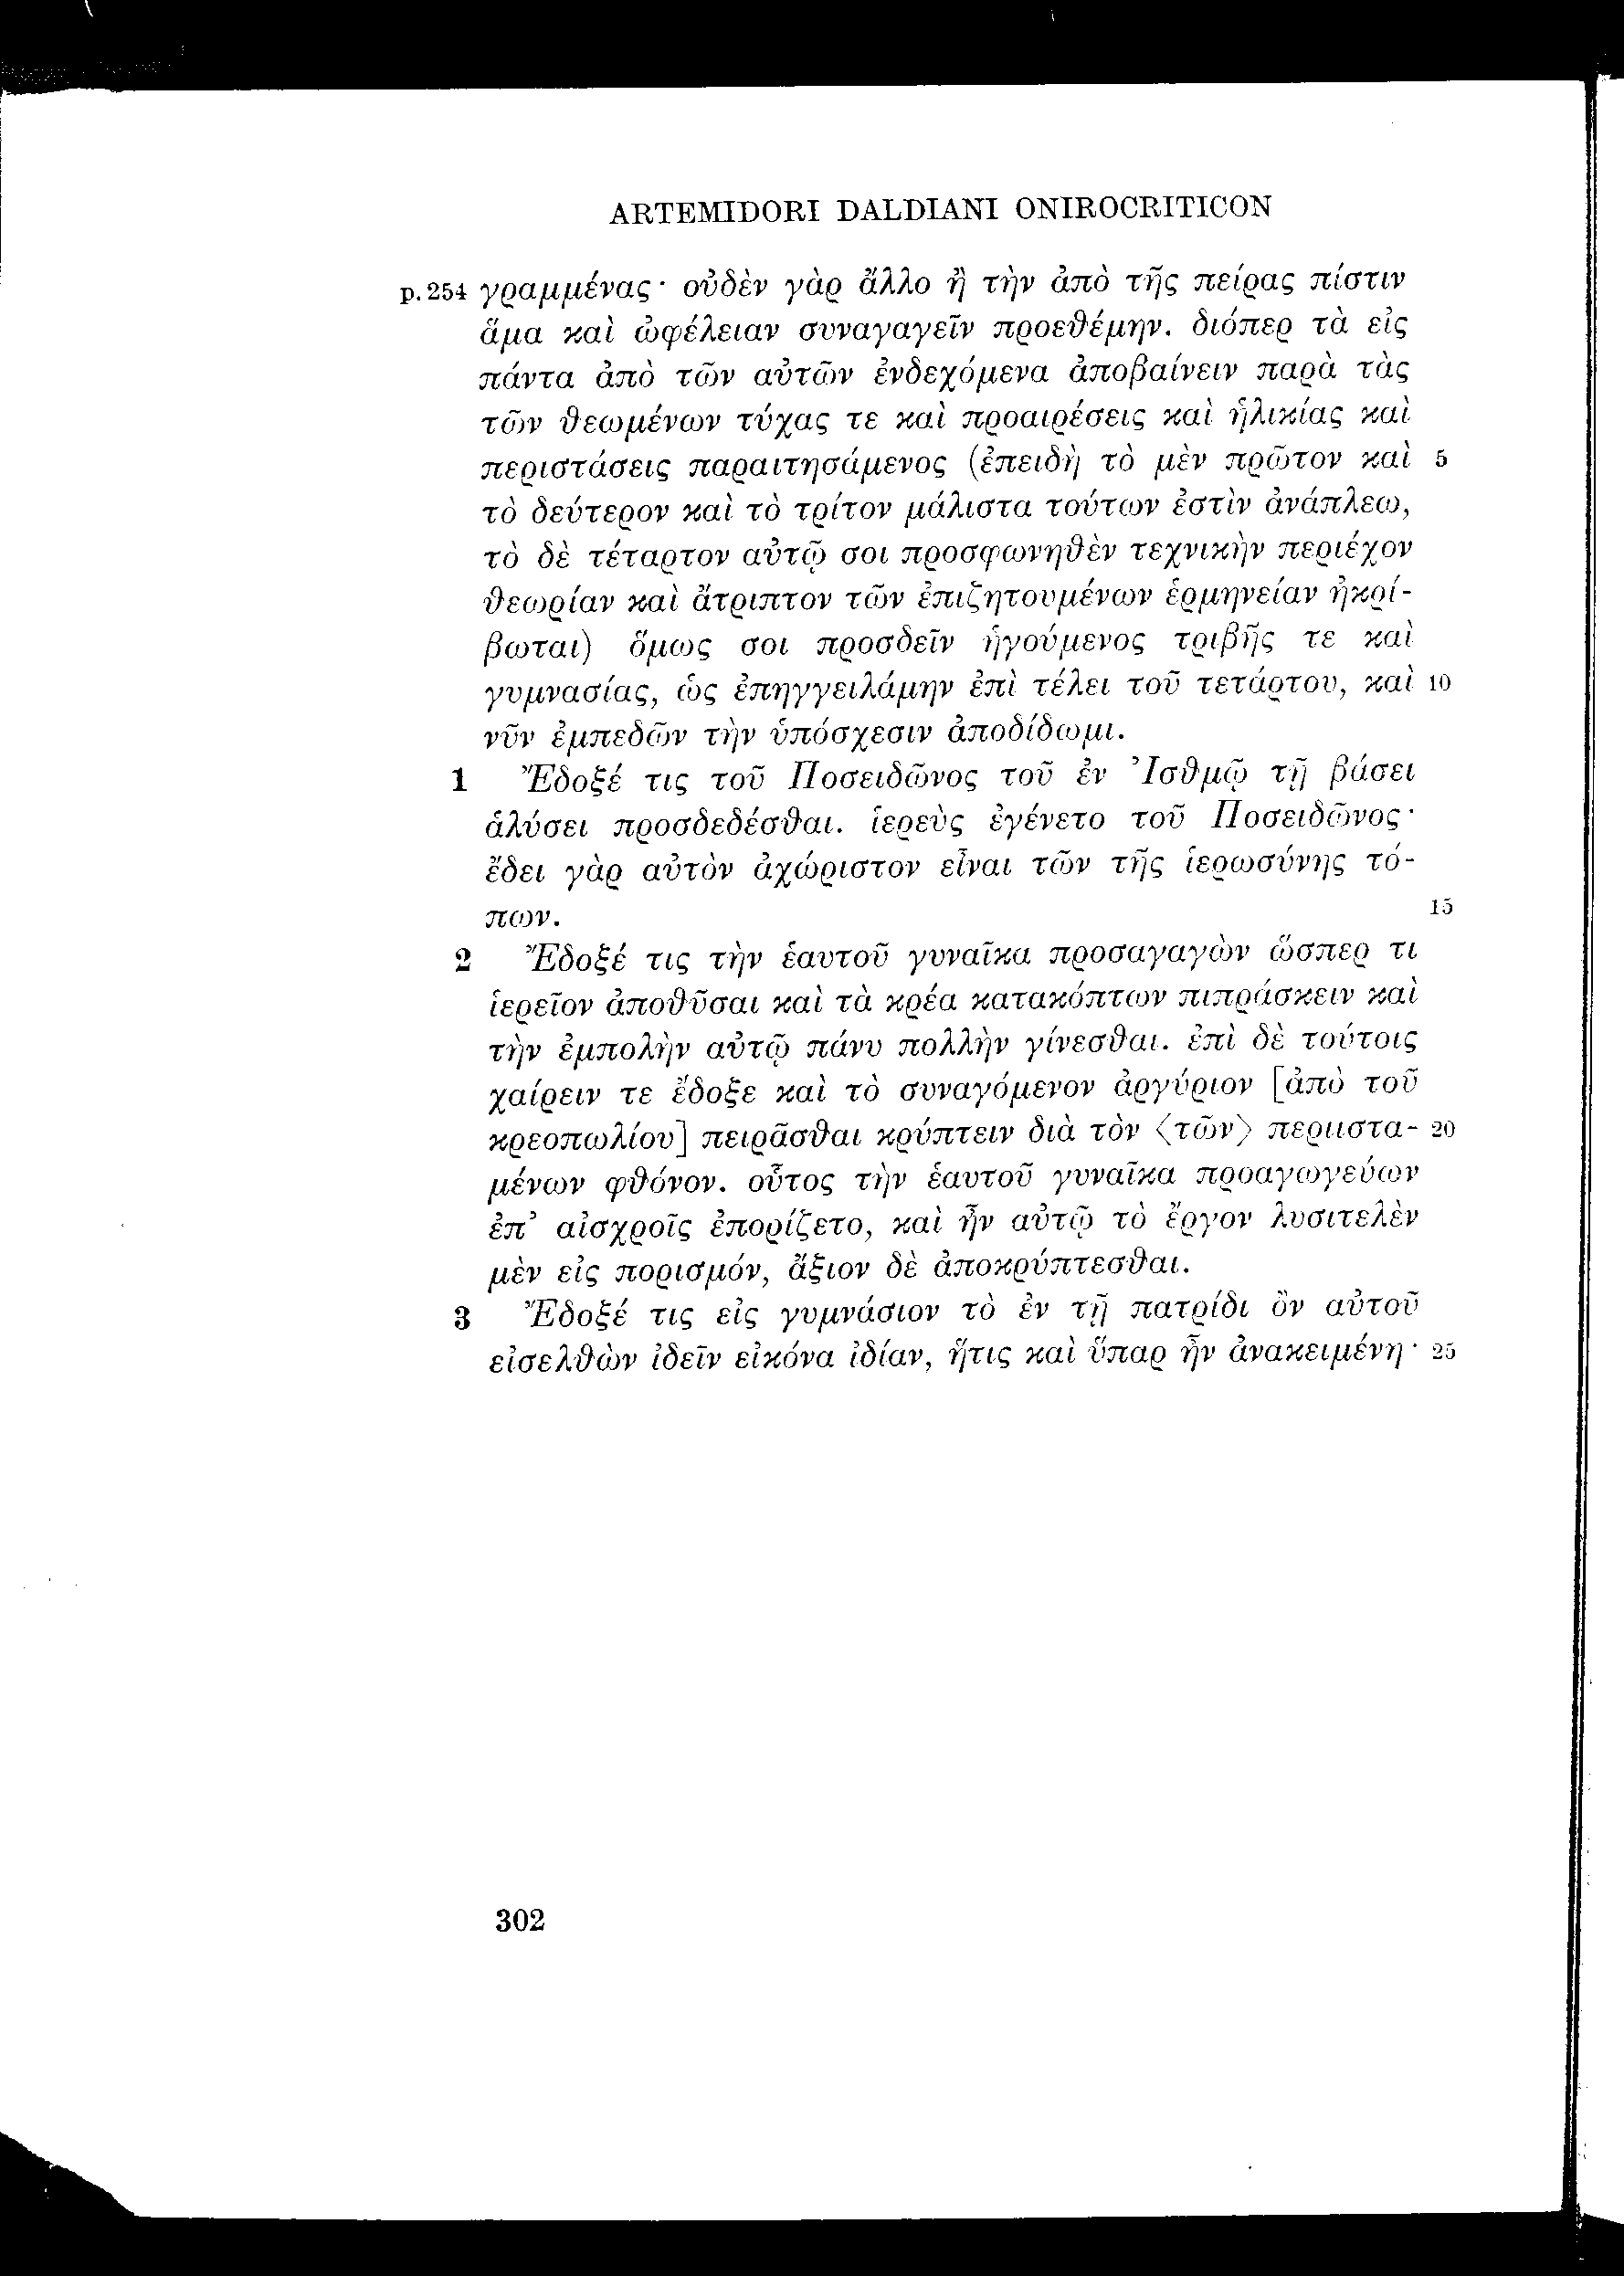 ARTEMIDORI DALDIANI ONIROCRITICON
p. 254 γραμμένας· οὐδὲν γὰρ ἄλλο ἢ τὴν ἀπὸ τῆς πείρας πίστιν
ἅμα καὶ ὠφέλειαν συναγαγεῖν προεθέμην. διόπερ τὰ εἰς
πάντα ἀπὸ τῶν αὐτῶν ἐνδεχόμενα ἀποβαίνειν παρὰ τὰς
τῶν θεωμένων τύχας τε καὶ προαιρέσεις καὶ ἡλικίας καὶ
περιστάσεις παραιτησάμενος (ἐπειδὴ τὸ μὲν πρῶτον καὶ 5
τὸ δεύτερον καὶ τὸ τρίτον μάλιστα τούτων ἐστὶν ἀνάπλεω,
τὸ δὲ τέταρτον αὐτῷ σοι προσφωνηθὲν τεχνικὴν περιέχον
θεωρίαν καὶ ἄτριπτον τῶν ἐπιζητουμένων ἑρμηνείαν ἠκρί-
βωται) ὅμως σοι προσδεῖν ἡγούμενος τριβῆς τε καὶ
γυμνασίας, ὡς ἐπηγγειλάμην ἐπὶ τέλει τοῦ τετάρτου, καὶ 10
νῦν ἐμπεδῶν τὴν ὑπόσχεσιν ἀποδίδωμι.
1 Ἔδοξέ τις τοῦ Ποσειδῶνος τοῦ ἐν Ἰσθμῷ τῇ βάσει
ἁλύσει προσδεδέσθαι. ἱερεὺς ἐγένετο τοῦ Ποσειδῶνος·
ἔδει γὰρ αὐτὸν ἀχώριστον εἶναι τῶν τῆς ἱερωσύνης τό-
πων. 15
2 Ἔδοξέ τις τὴν ἑαυτοῦ γυναῖκα προσαγαγὼν ὥσπερ τι
ἱερεῖον ἀποθῦσαι καὶ τὰ κρέα κατακόπτων πιπράσκειν καὶ
τὴν ἐμπολὴν αὐτῷ πάνυ πολλὴν γίνεσθαι. ἐπὶ δὲ τούτοις
χαίρειν τε ἔδοξε καὶ τὸ συναγόμενον ἀργύριον [ἀπὸ τοῦ
κρεοπωλίου] πειρᾶσθαι κρύπτειν διὰ τὸν ⟨τῶν⟩ περιιστα- 20
μένων φθόνον. οὗτος τὴν ἑαυτοῦ γυναῖκα προαγωγεύων
ἐπ’ αἰσχροῖς ἐπορίζετο, καὶ ἦν αὐτῷ τὸ ἔργον λυσιτελὲν
μὲν εἰς πορισμόν, ἄξιον δὲ ἀποκρύπτεσθαι.
3 Ἔδοξέ τις εἰς γυμνάσιον τὸ ἐν τῇ πατρίδι ὂν αὐτοῦ
εἰσελθὼν ἰδεῖν εἰκόνα ἰδίαν, ἥτις καὶ ὕπαρ ἦν ἀνακειμένη· 25
302